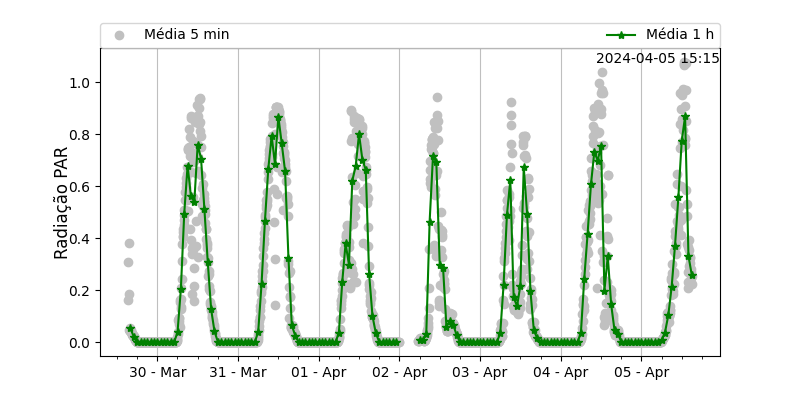 Média 5 min
Média 1 h
2024-04-05 15:15
Radiação PAR
1.0
0.8
0.6
0.4
0.2
0.0
30 - Mar
31 - Mar
01 - Apr
02 - Apr
03 - Apr
04 - Apr
05 - Apr